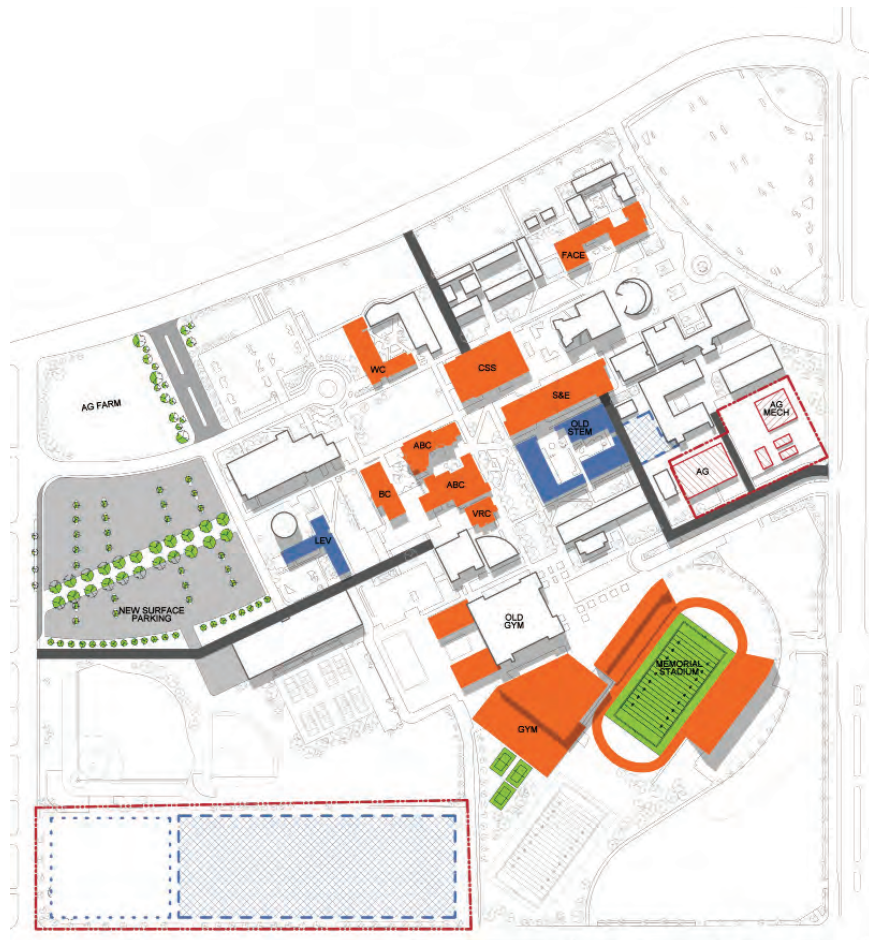 FACE
WC
CSS
AG FARM
S&E
AG
MECH
OLD
STEM
ABC
AG
ABC
BC
VRC
LEV
NEW SURFACE
PARKING
OLD
GYM
MEMORIAL
STADIUM
GYM